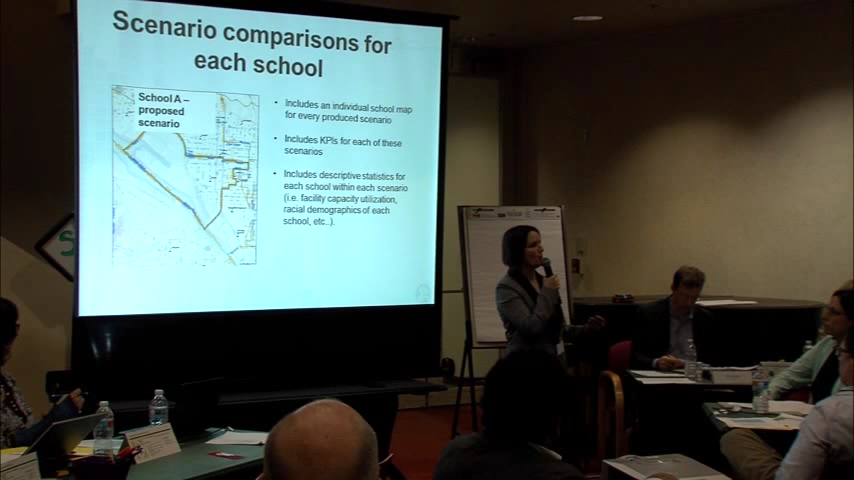 Scenario comparisons for
each school
School A –
proposed
scenario
• Includes an individual school map
for every produced scenario
• Includes KPIs for each of these
scenarios
• Includes descriptive statistics for
each school within each scenario
(i.e. facility capacity utilization,
racial demographics of each
school, etc..).